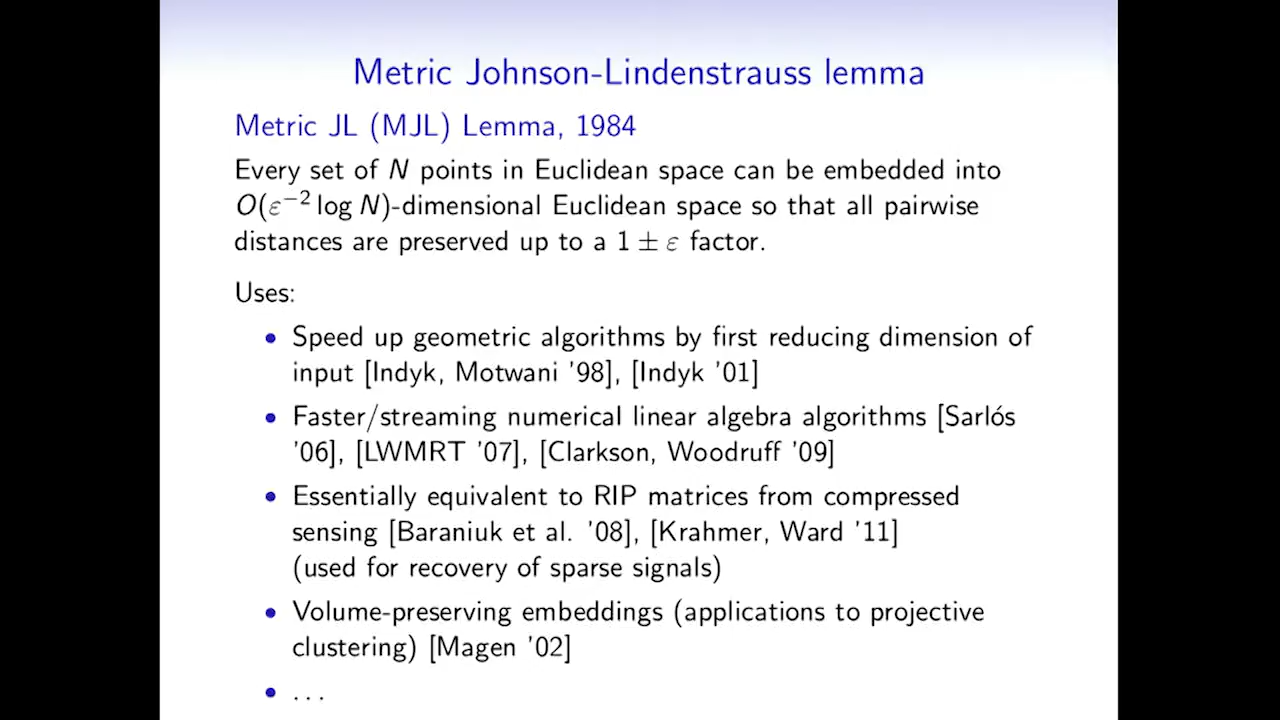 Metric Johnson-Lindenstrauss lemma
Metric JL (MJL) Lemma, 1984
Every set of N points in Euclidean space can be embedded into
O(ε⁻² log N)-dimensional Euclidean space so that all pairwise
distances are preserved up to a 1 ± ε factor.
Uses:
• Speed up geometric algorithms by first reducing dimension of
input [Indyk, Motwani ’98], [Indyk ’01]
• Faster/streaming numerical linear algebra algorithms [Sarlós
’06], [LWMRT ’07], [Clarkson, Woodruff ’09]
• Essentially equivalent to RIP matrices from compressed
sensing [Baraniuk et al. ’08], [Krahmer, Ward ’11]
(used for recovery of sparse signals)
• Volume-preserving embeddings (applications to projective
clustering) [Magen ’02]
• ...